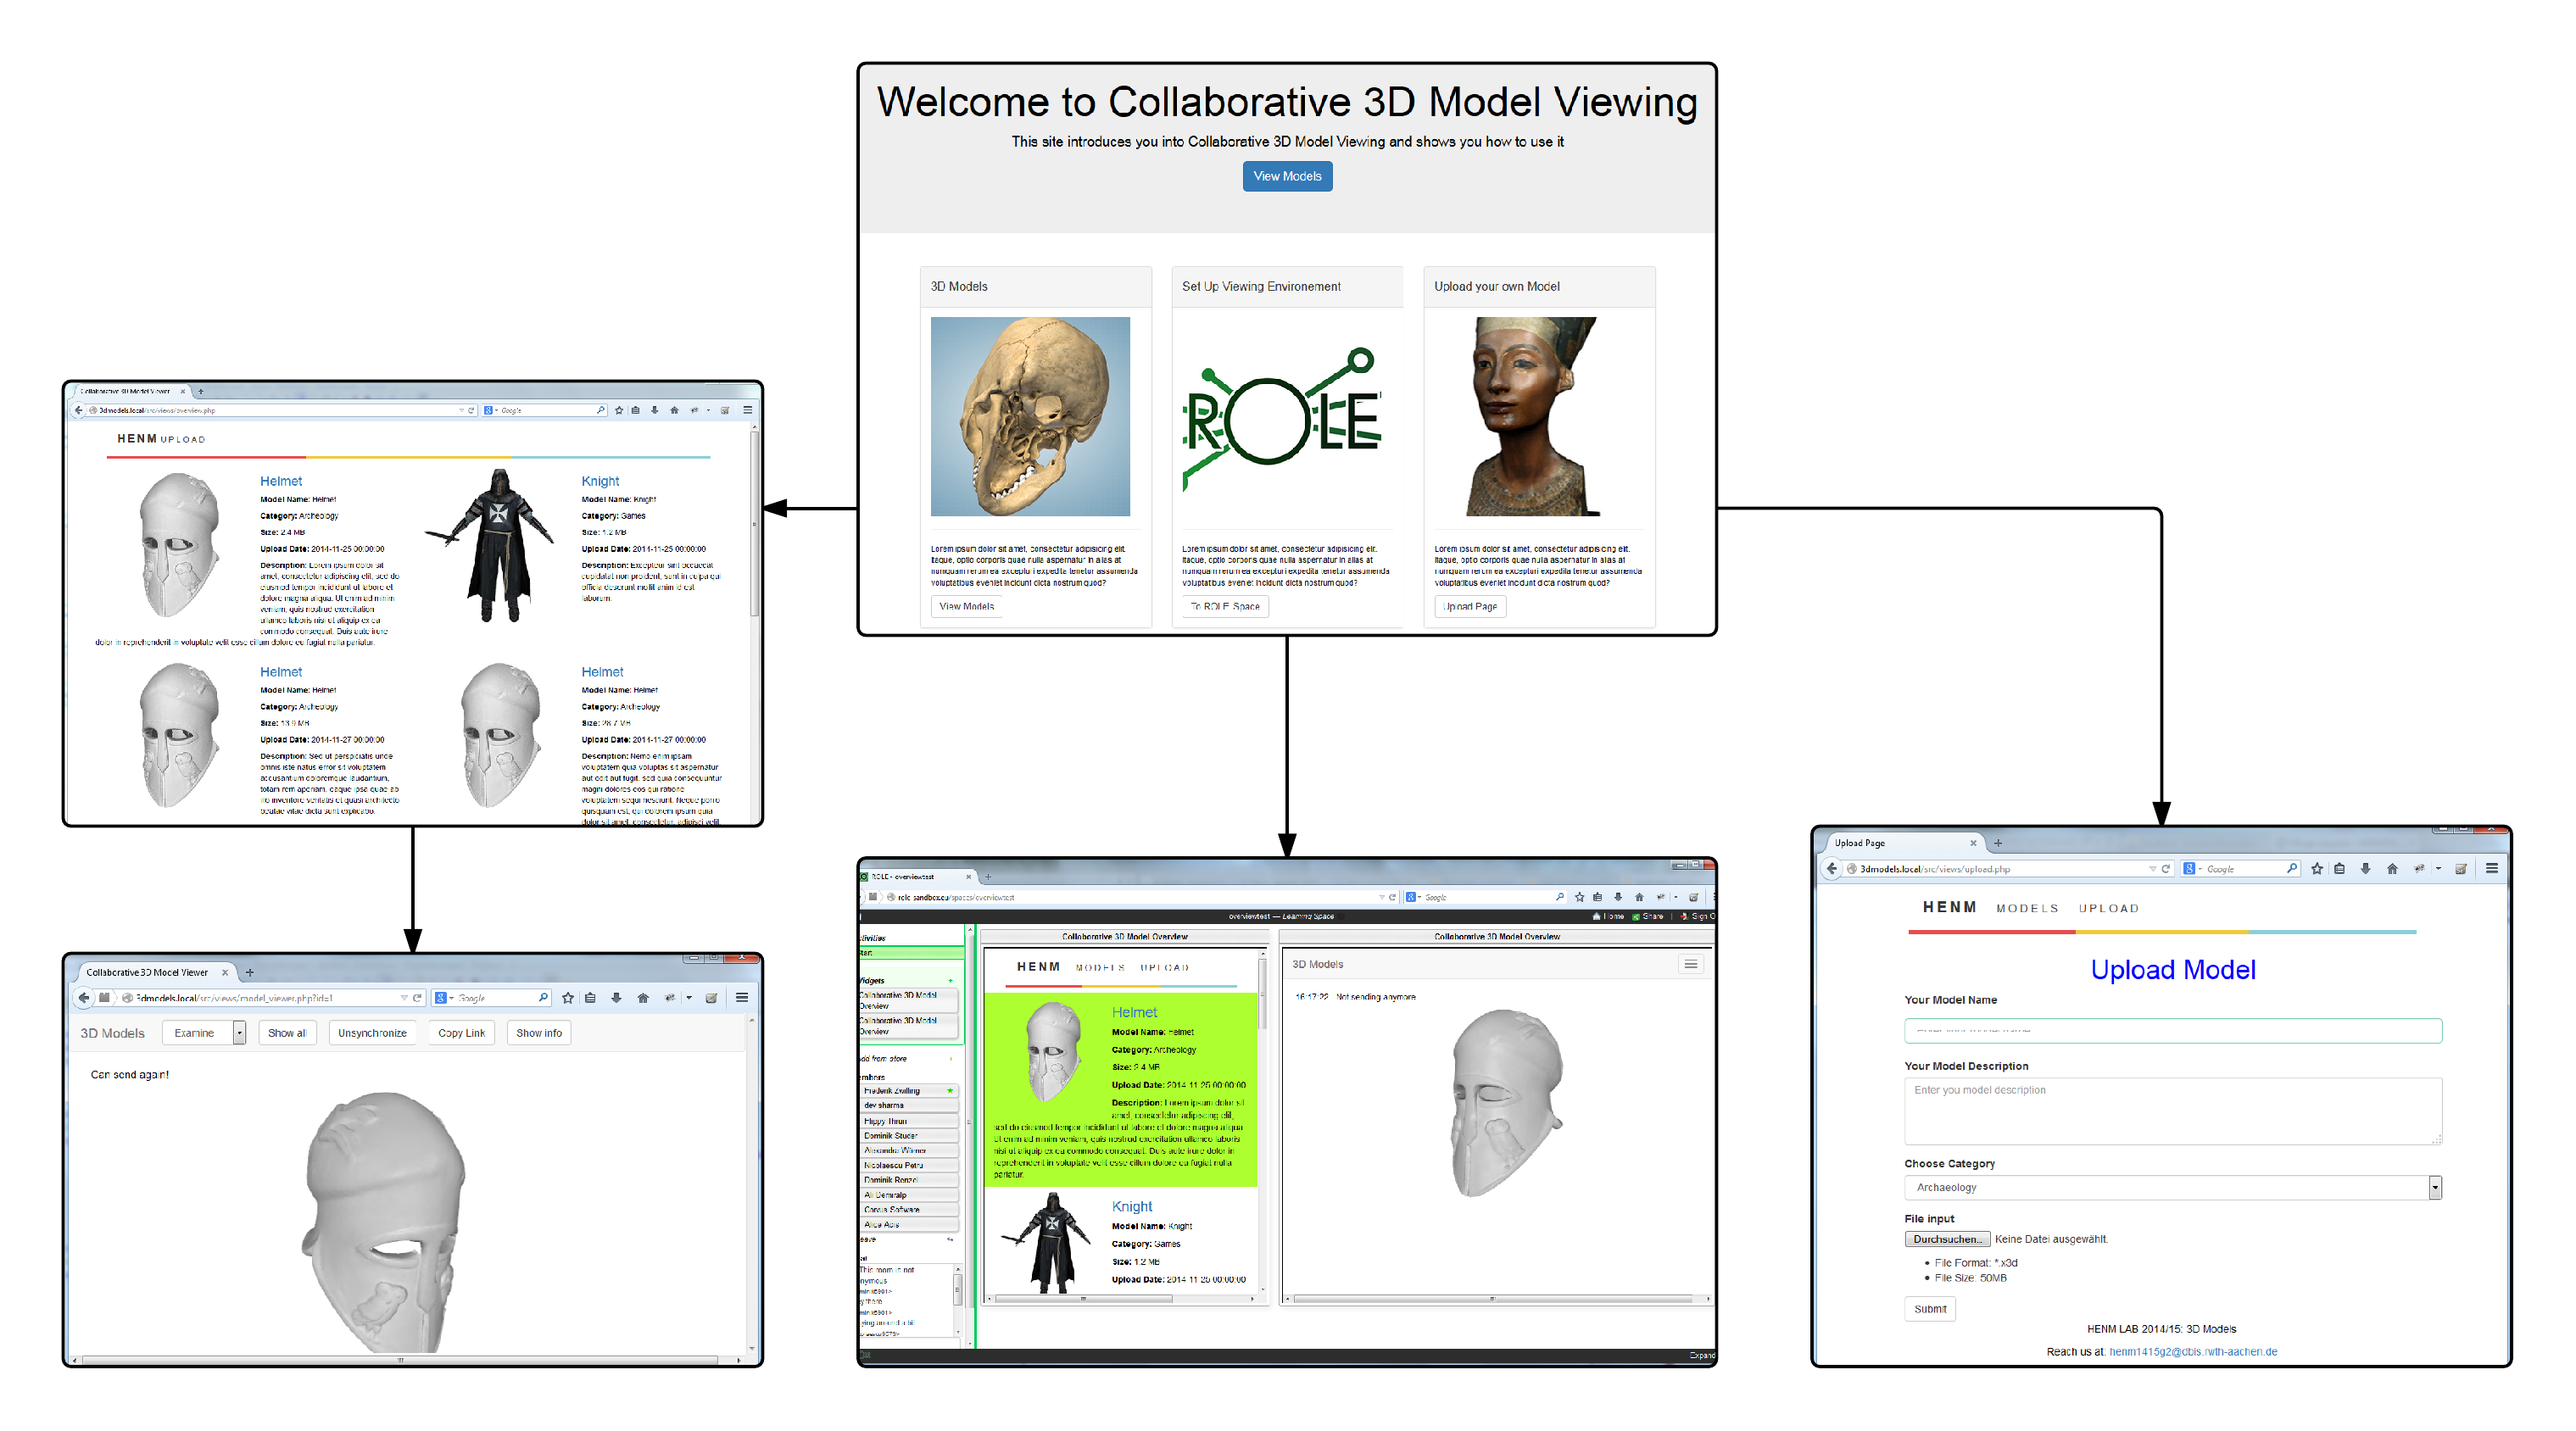 Welcome to Collaborative 3D Model Viewing
This site introduces you into Collaborative 3D Model Viewing and shows you how to use it
View Models
3D Models
Set Up Viewing Environement
Upload your own Model
ROLE
Lorem ipsum dolor sit amet, consectetur adipisicing elit.
Itaque, optio corporis quae nulla aspernatur in alias at
numquam rerum ea excepturi expedita tenetur assumenda
voluptatibus eveniet incidunt dicta nostrum quod?
View Models
Lorem ipsum dolor sit amet, consectetur adipisicing elit.
Itaque, optio corporis quae nulla aspernatur in alias at
numquam rerum ea excepturi expedita tenetur assumenda
voluptatibus eveniet incidunt dicta nostrum quod?
To ROLE Space
Lorem ipsum dolor sit amet, consectetur adipisicing elit.
Itaque, optio corporis quae nulla aspernatur in alias at
numquam rerum ea excepturi expedita tenetur assumenda
voluptatibus eveniet incidunt dicta nostrum quod?
Upload Page
Collaborative 3D Model Viewer
3dmodels.local/src/views/overview.php
Google
HENM UPLOAD
Helmet
Model Name: Helmet
Category: Archeology
Size: 2.4 MB
Upload Date: 2014-11-25 00:00:00
Description: Lorem ipsum dolor sit
amet, consectetur adipisicing elit, sed do
eiusmod tempor incididunt ut labore et
dolore magna aliqua. Ut enim ad minim
veniam, quis nostrud exercitation
ullamco laboris nisi ut aliquip ex ea
commodo consequat. Duis aute irure
dolor in reprehenderit in voluptate velit esse cillum dolore eu fugiat nulla pariatur.
Knight
Model Name: Knight
Category: Games
Size: 1.2 MB
Upload Date: 2014-11-25 00:00:00
Description: Excepteur sint occaecat
cupidatat non proident, sunt in culpa qui
officia deserunt mollit anim id est
laborum.
Helmet
Model Name: Helmet
Category: Archeology
Size: 13.9 MB
Upload Date: 2014-11-27 00:00:00
Description: Sed ut perspiciatis unde
omnis iste natus error sit voluptatem
accusantium doloremque laudantium,
totam rem aperiam, eaque ipsa quae ab
illo inventore veritatis et quasi architecto
beatae vitae dicta sunt explicabo.
Helmet
Model Name: Helmet
Category: Archeology
Size: 28.7 MB
Upload Date: 2014-11-27 00:00:00
Description: Nemo enim ipsam
voluptatem quia voluptas sit aspernatur
aut odit aut fugit, sed quia consequuntur
magni dolores eos qui ratione
voluptatem sequi nesciunt. Neque porro
quisquam est, qui dolorem ipsum quia
dolor sit amet, consectetur, adipisci velit,
Collaborative 3D Model Viewer
3dmodels.local/src/views/model_viewer.php?id=1
Google
3D Models
Examine
Show all
Unsynchronize
Copy Link
Show info
Can send again!
ROLE - overviewtest
role-sandbox.eu/spaces/overviewtest
Google
overviewtest — Learning Space
Home
Share
Sign O
Collaborative 3D Model
Overview
Collaborative 3D Model
Overview
Add from store
Frederik Zwilling
dev sharma
Hippy Thrun
Dominik Studer
Alexandra Wörner
Nicolaescu Petru
Dominik Renzel
Ali Demiralp
Corsus Software
This room is not
Collaborative 3D Model Overview
HENM MODELS UPLOAD
Helmet
Model Name: Helmet
Category: Archeology
Size: 2.4 MB
Upload Date: 2014-11-25 00:00:00
Description: Lorem ipsum dolor sit
amet, consectetur adipisicing elit,
sed do eiusmod tempor incididunt ut labore et dolore magna aliqua.
Ut enim ad minim veniam, quis nostrud exercitation ullamco laboris
nisi ut aliquip ex ea commodo consequat. Duis aute irure dolor in
reprehenderit in voluptate velit esse cillum dolore eu fugiat nulla
pariatur.
Knight
Model Name: Knight
Category: Games
Size: 1.2 MB
Upload Date: 2014-11-25 00:00:00
Collaborative 3D Model Overview
3D Models
16:17:22 Not sending anymore
Expand
Upload Page
3dmodels.local/src/views/upload.php
Google
HENM MODELS UPLOAD
Upload Model
Your Model Name
Your Model Description
Enter you model description
Choose Category
Archaeology
File input
Durchsuchen... Keine Datei ausgewählt.
• File Format: *.x3d
• File Size: 50MB
Submit
HENM LAB 2014/15: 3D Models
Reach us at: henm1415g2@dbis.rwth-aachen.de